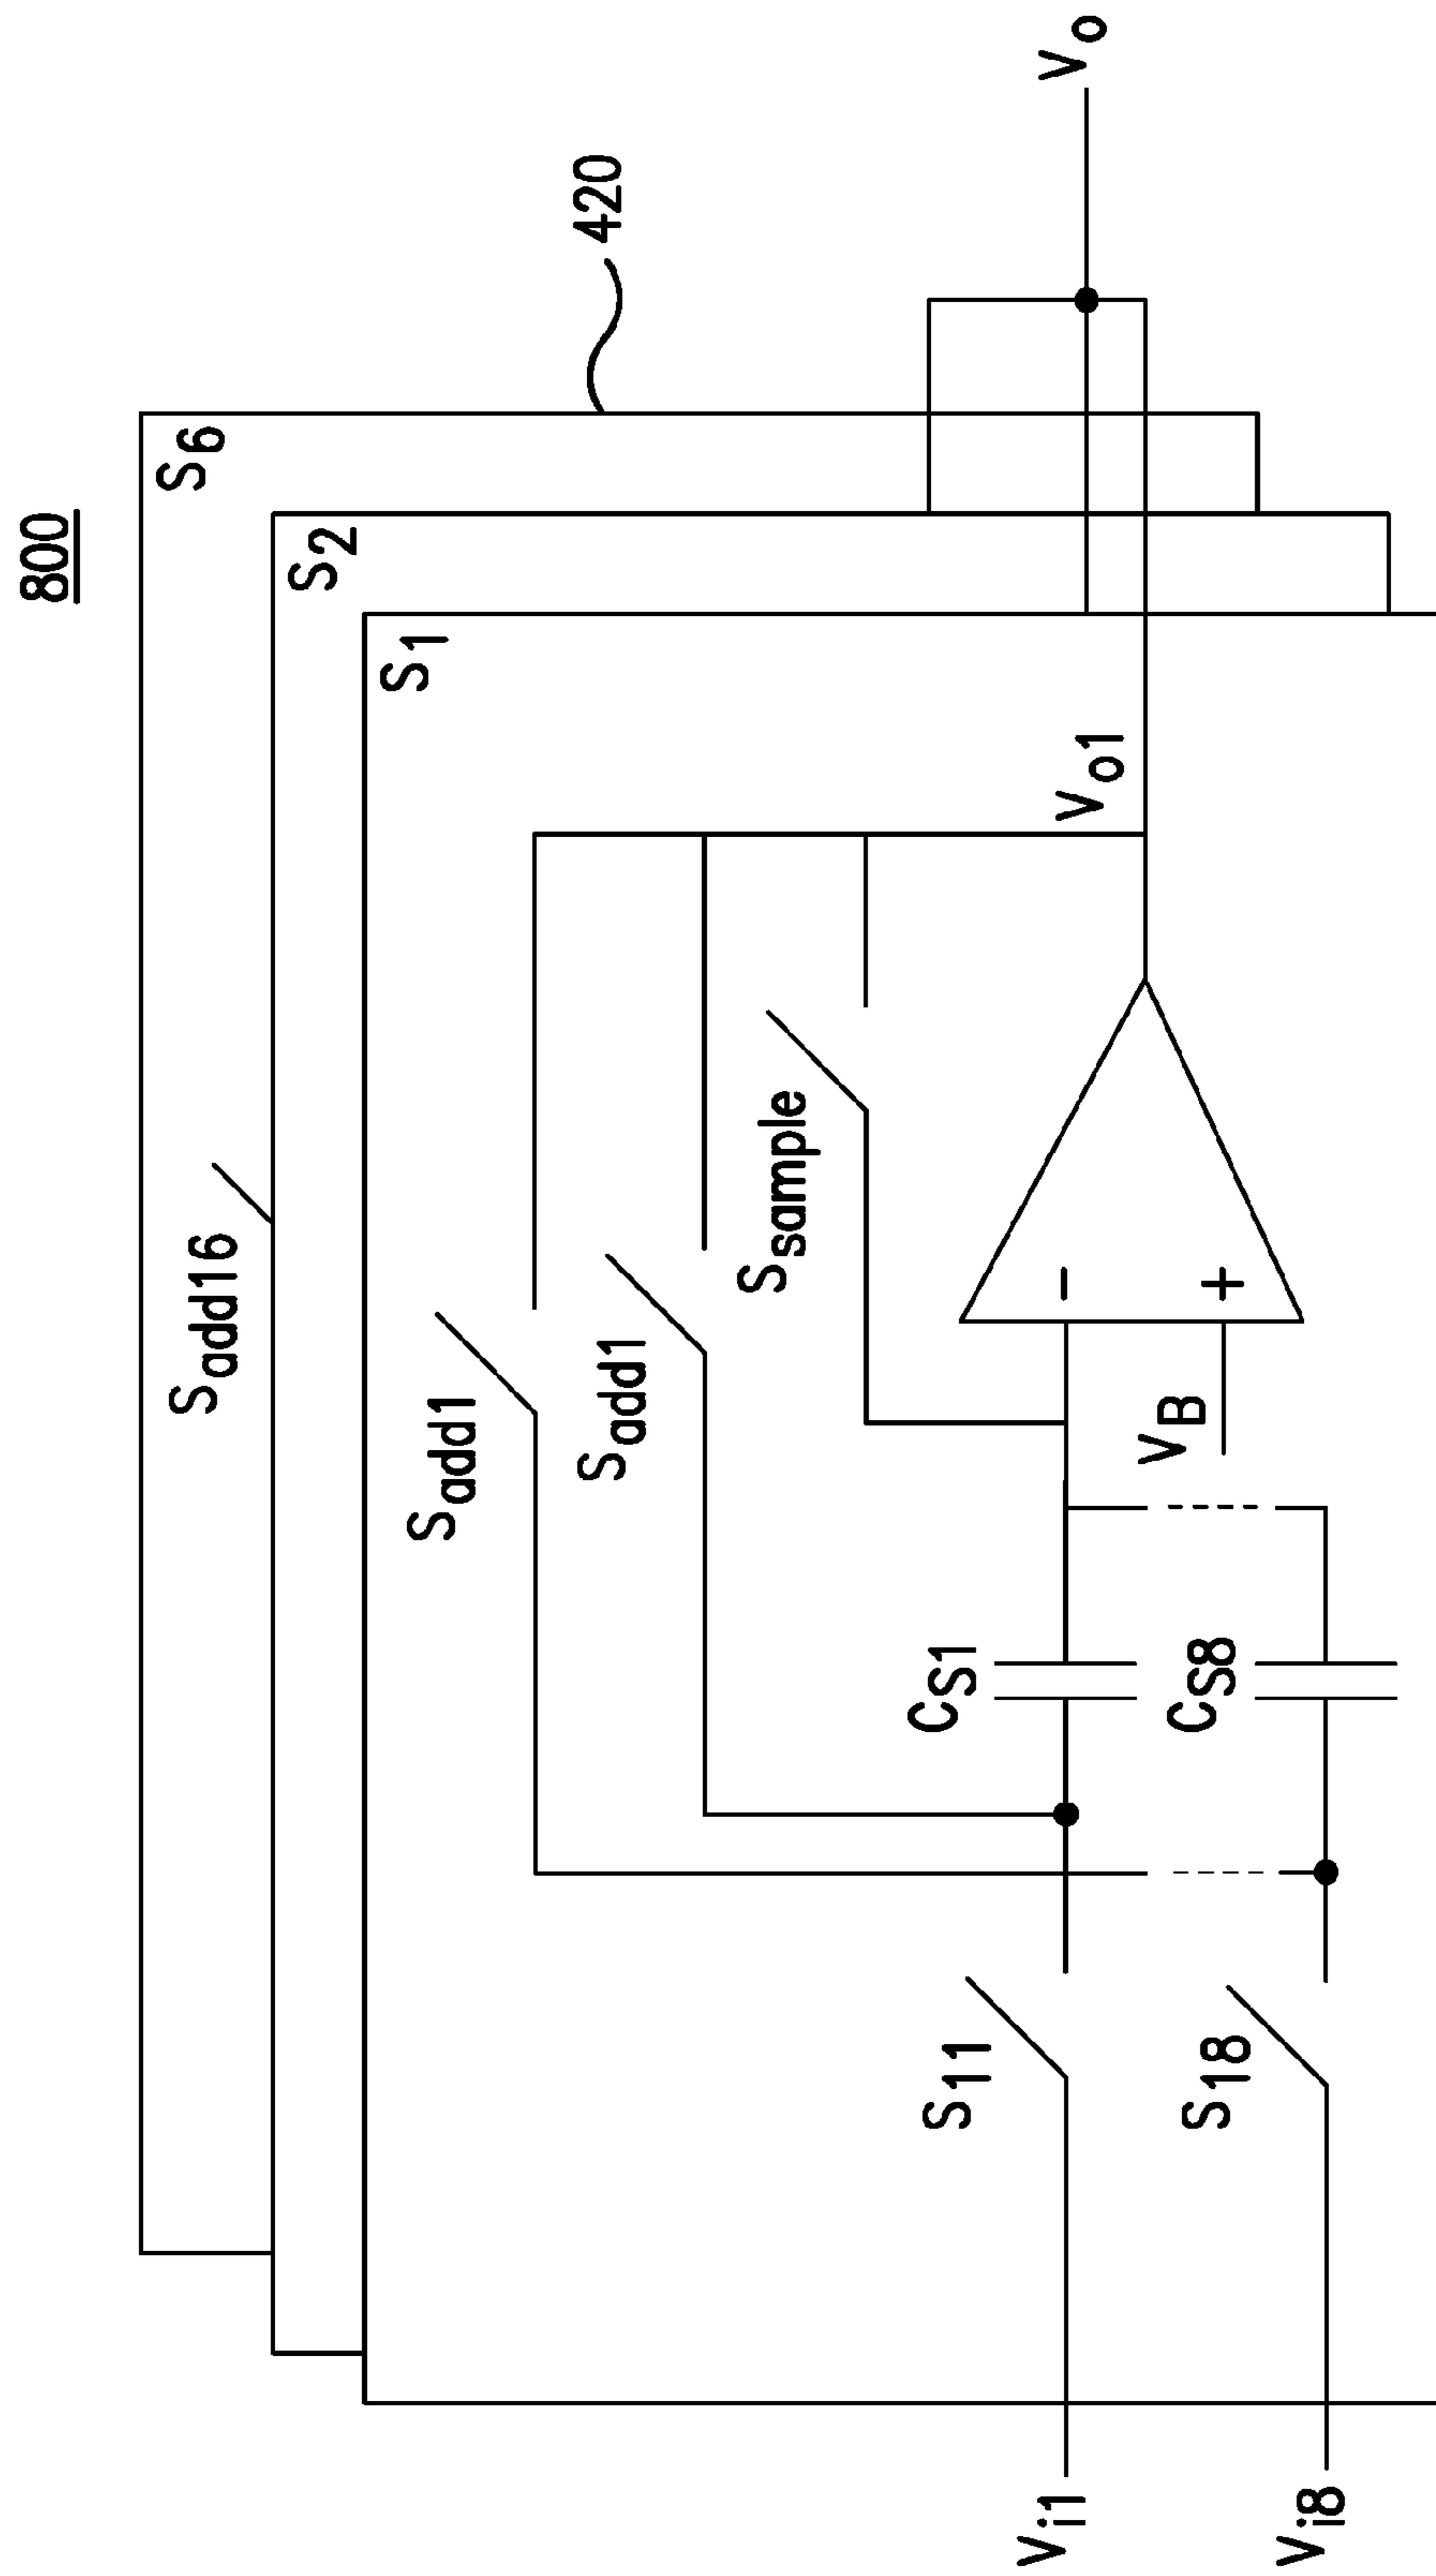 800
420
S6
S2
S1
Sadd16
Sadd1
Sadd1
Ssample
Vo
Vo1
CS1
−
VB
+
CS8
S11
S18
Vi1
Vi8